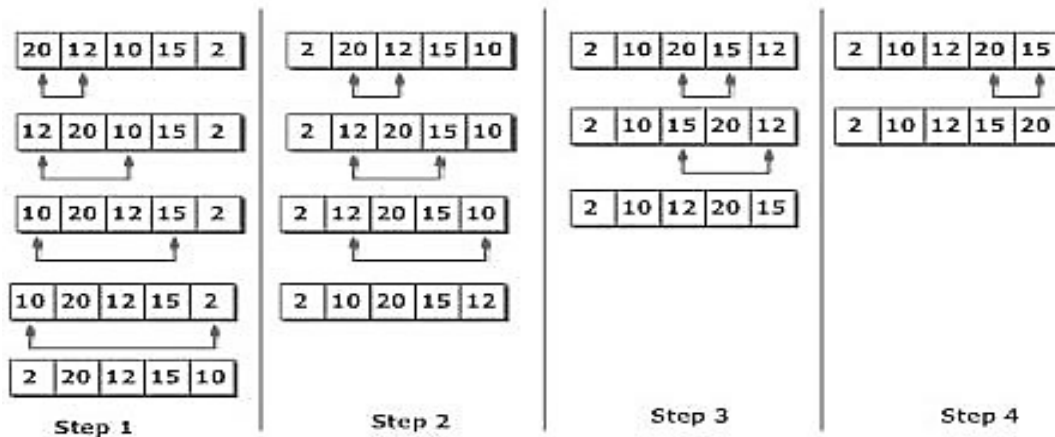 20 12 10 15 2
12 20 10 15 2
10 20 12 15 2
10 20 12 15 2
2 20 12 15 10
Step 1
2 20 12 15 10
2 12 20 15 10
2 12 20 15 10
2 10 20 15 12
Step 2
2 10 20 15 12
2 10 15 20 12
2 10 12 20 15
Step 3
2 10 12 20 15
2 10 12 15 20
Step 4